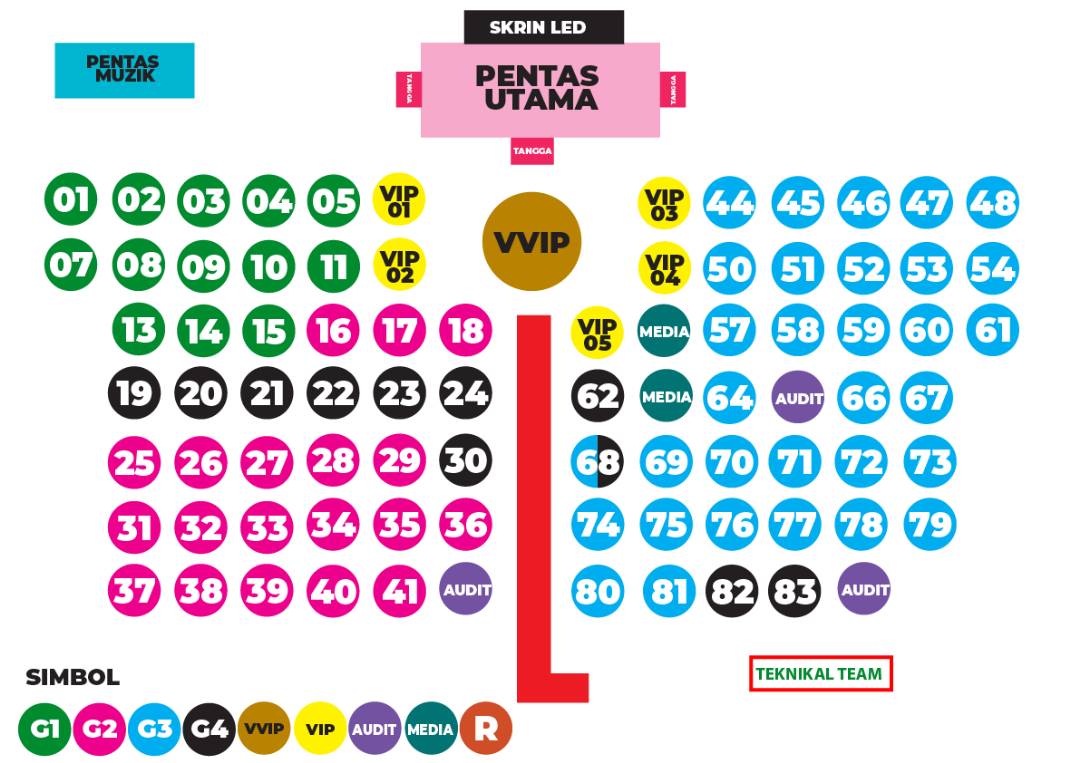 SKRIN LED
PENTAS
MUZIK
PENTAS
UTAMA
TANGGA
TANGGA
TANGGA
01 02 03 04 05 VIP 01
VVIP
VIP 03 44 45 46 47 48
07 08 09 10 11 VIP 02
VIP 04 50 51 52 53 54
13 14 15 16 17 18
VIP 05 MEDIA 57 58 59 60 61
19 20 21 22 23 24
62 MEDIA 64 AUDIT 66 67
25 26 27 28 29 30
68 69 70 71 72 73
31 32 33 34 35 36
74 75 76 77 78 79
37 38 39 40 41 AUDIT
80 81 82 83 AUDIT
SIMBOL
TEKNIKAL TEAM
G1 G2 G3 G4 VVIP VIP AUDIT MEDIA R